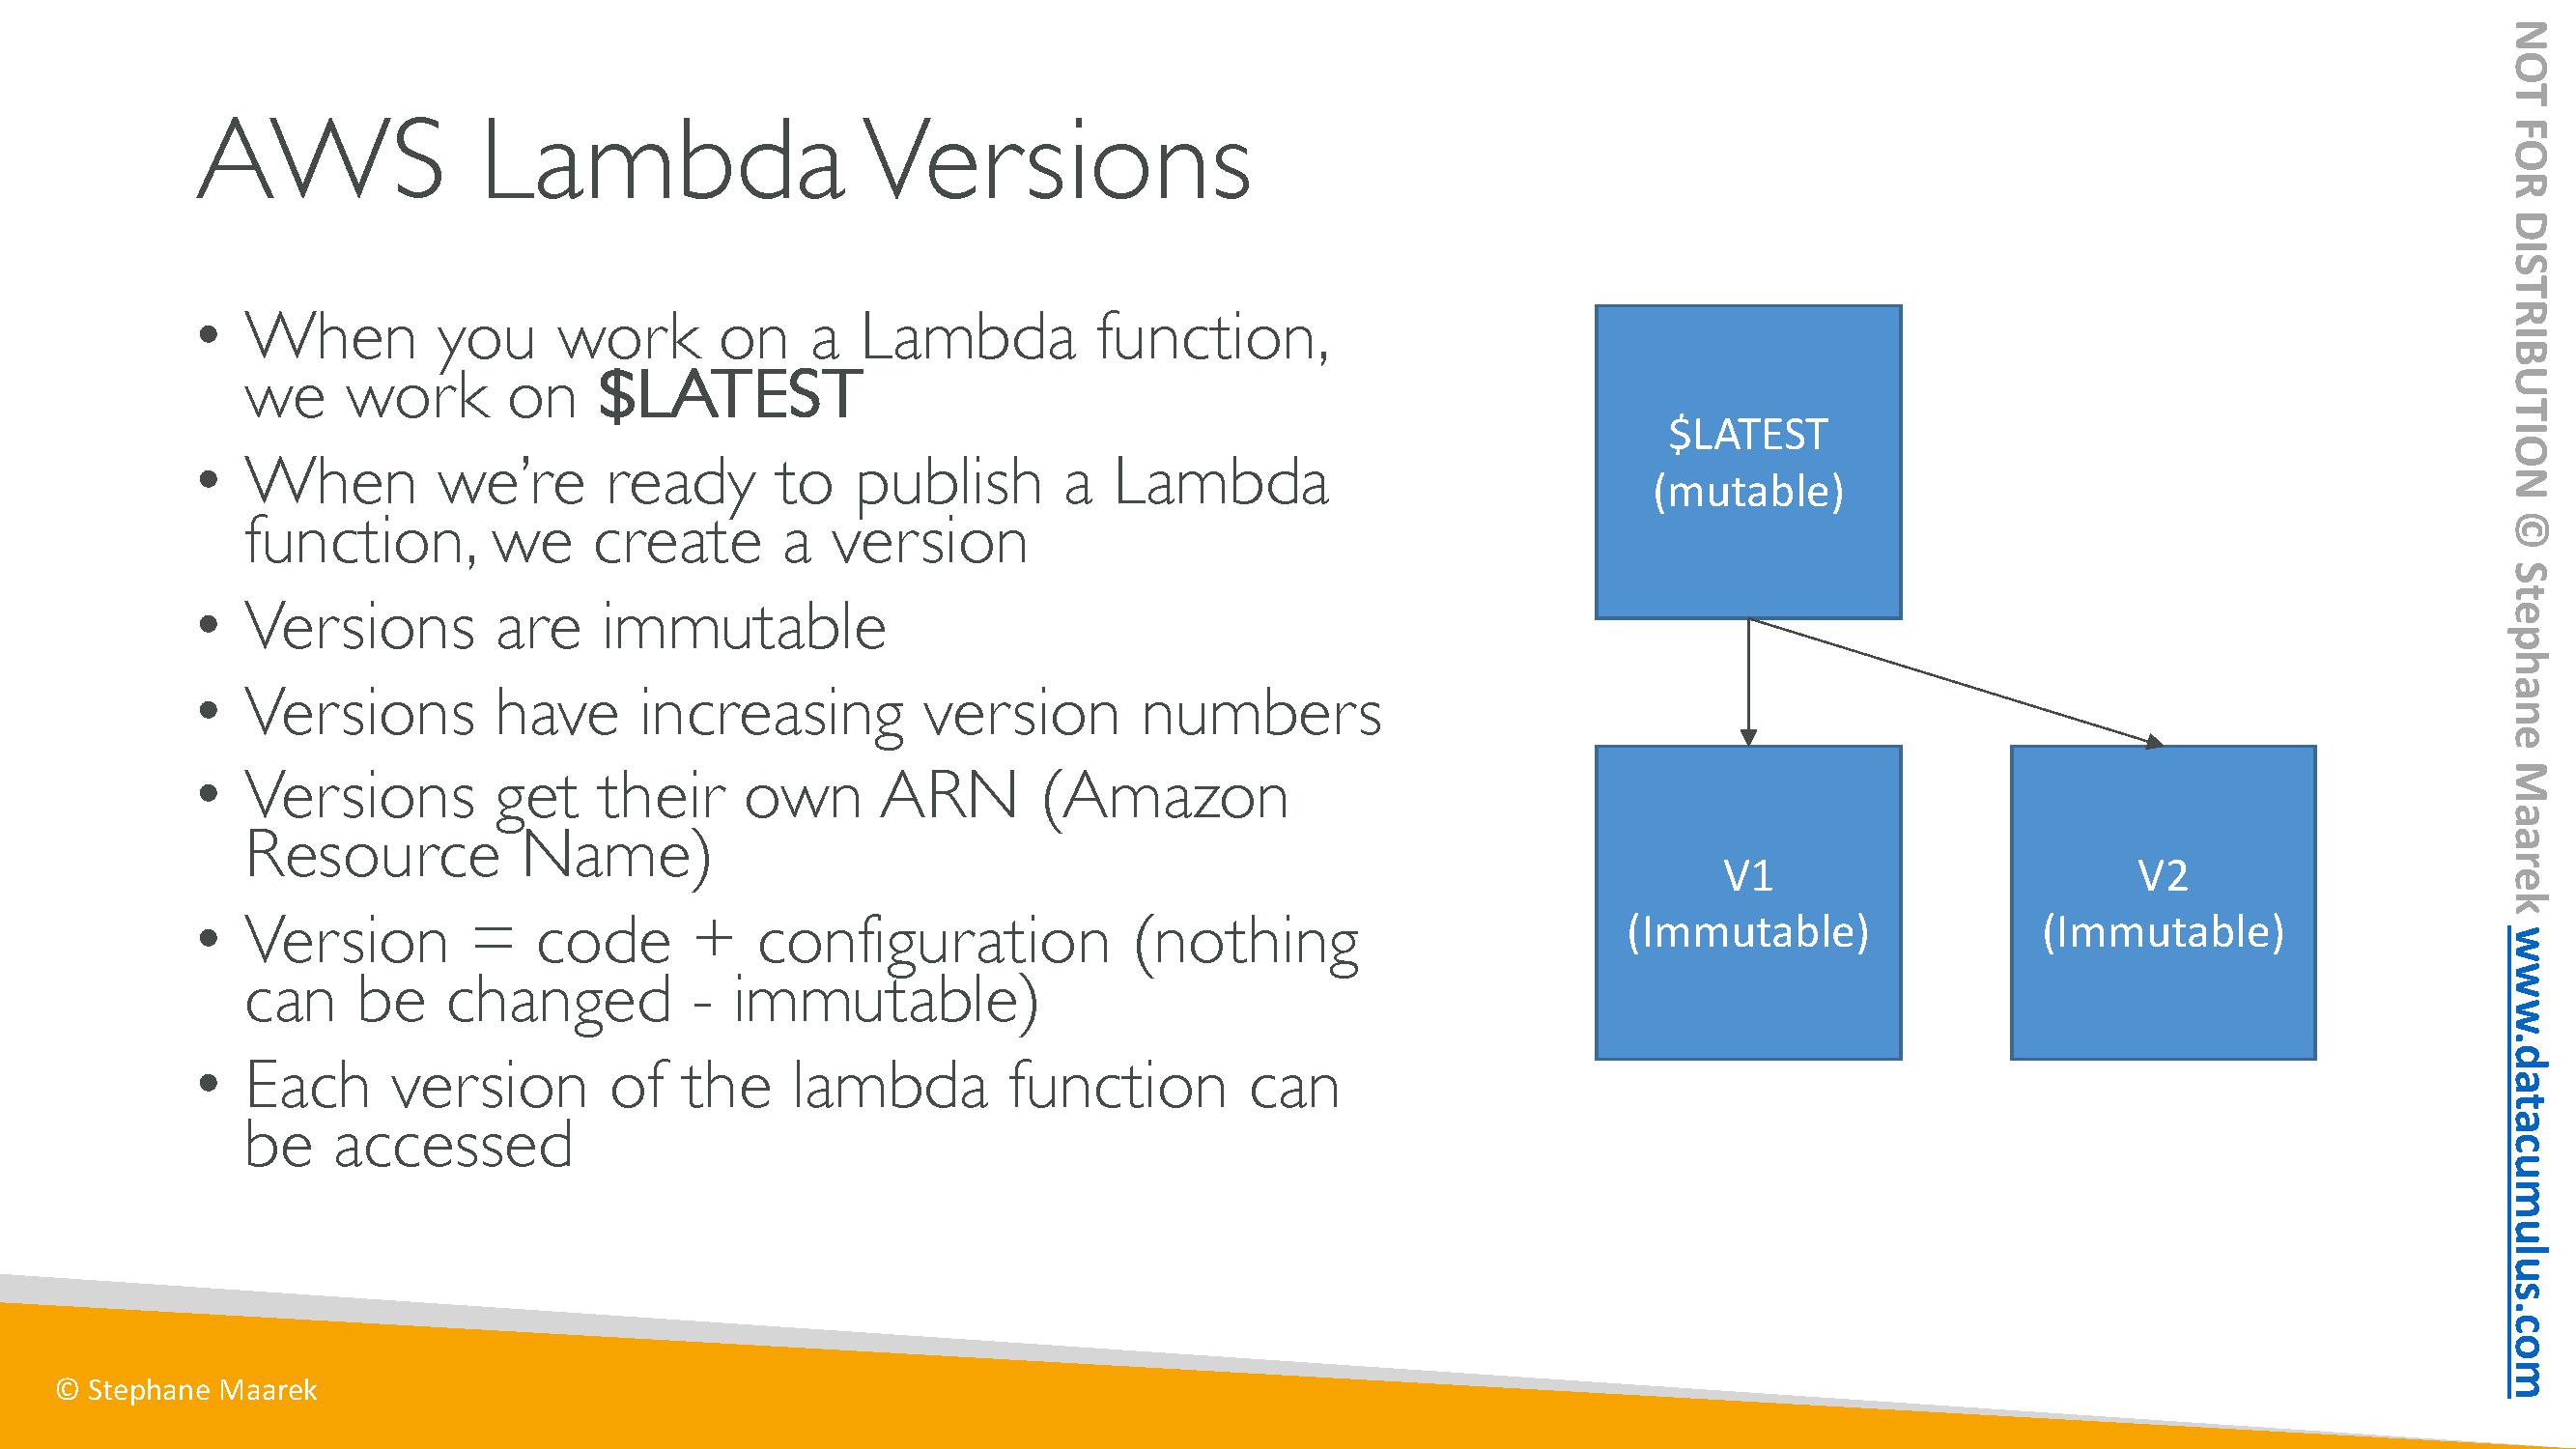 AWS Lambda Versions
• When you work on a Lambda function,
we work on $LATEST
• When we’re ready to publish a Lambda
function, we create a version
• Versions are immutable
• Versions have increasing version numbers
• Versions get their own ARN (Amazon
Resource Name)
• Version = code + configuration (nothing
can be changed - immutable)
• Each version of the lambda function can
be accessed
$LATEST
(mutable)
V1
(Immutable)
V2
(Immutable)
NOT FOR DISTRIBUTION © Stephane Maarek www.datacumulus.com
© Stephane Maarek